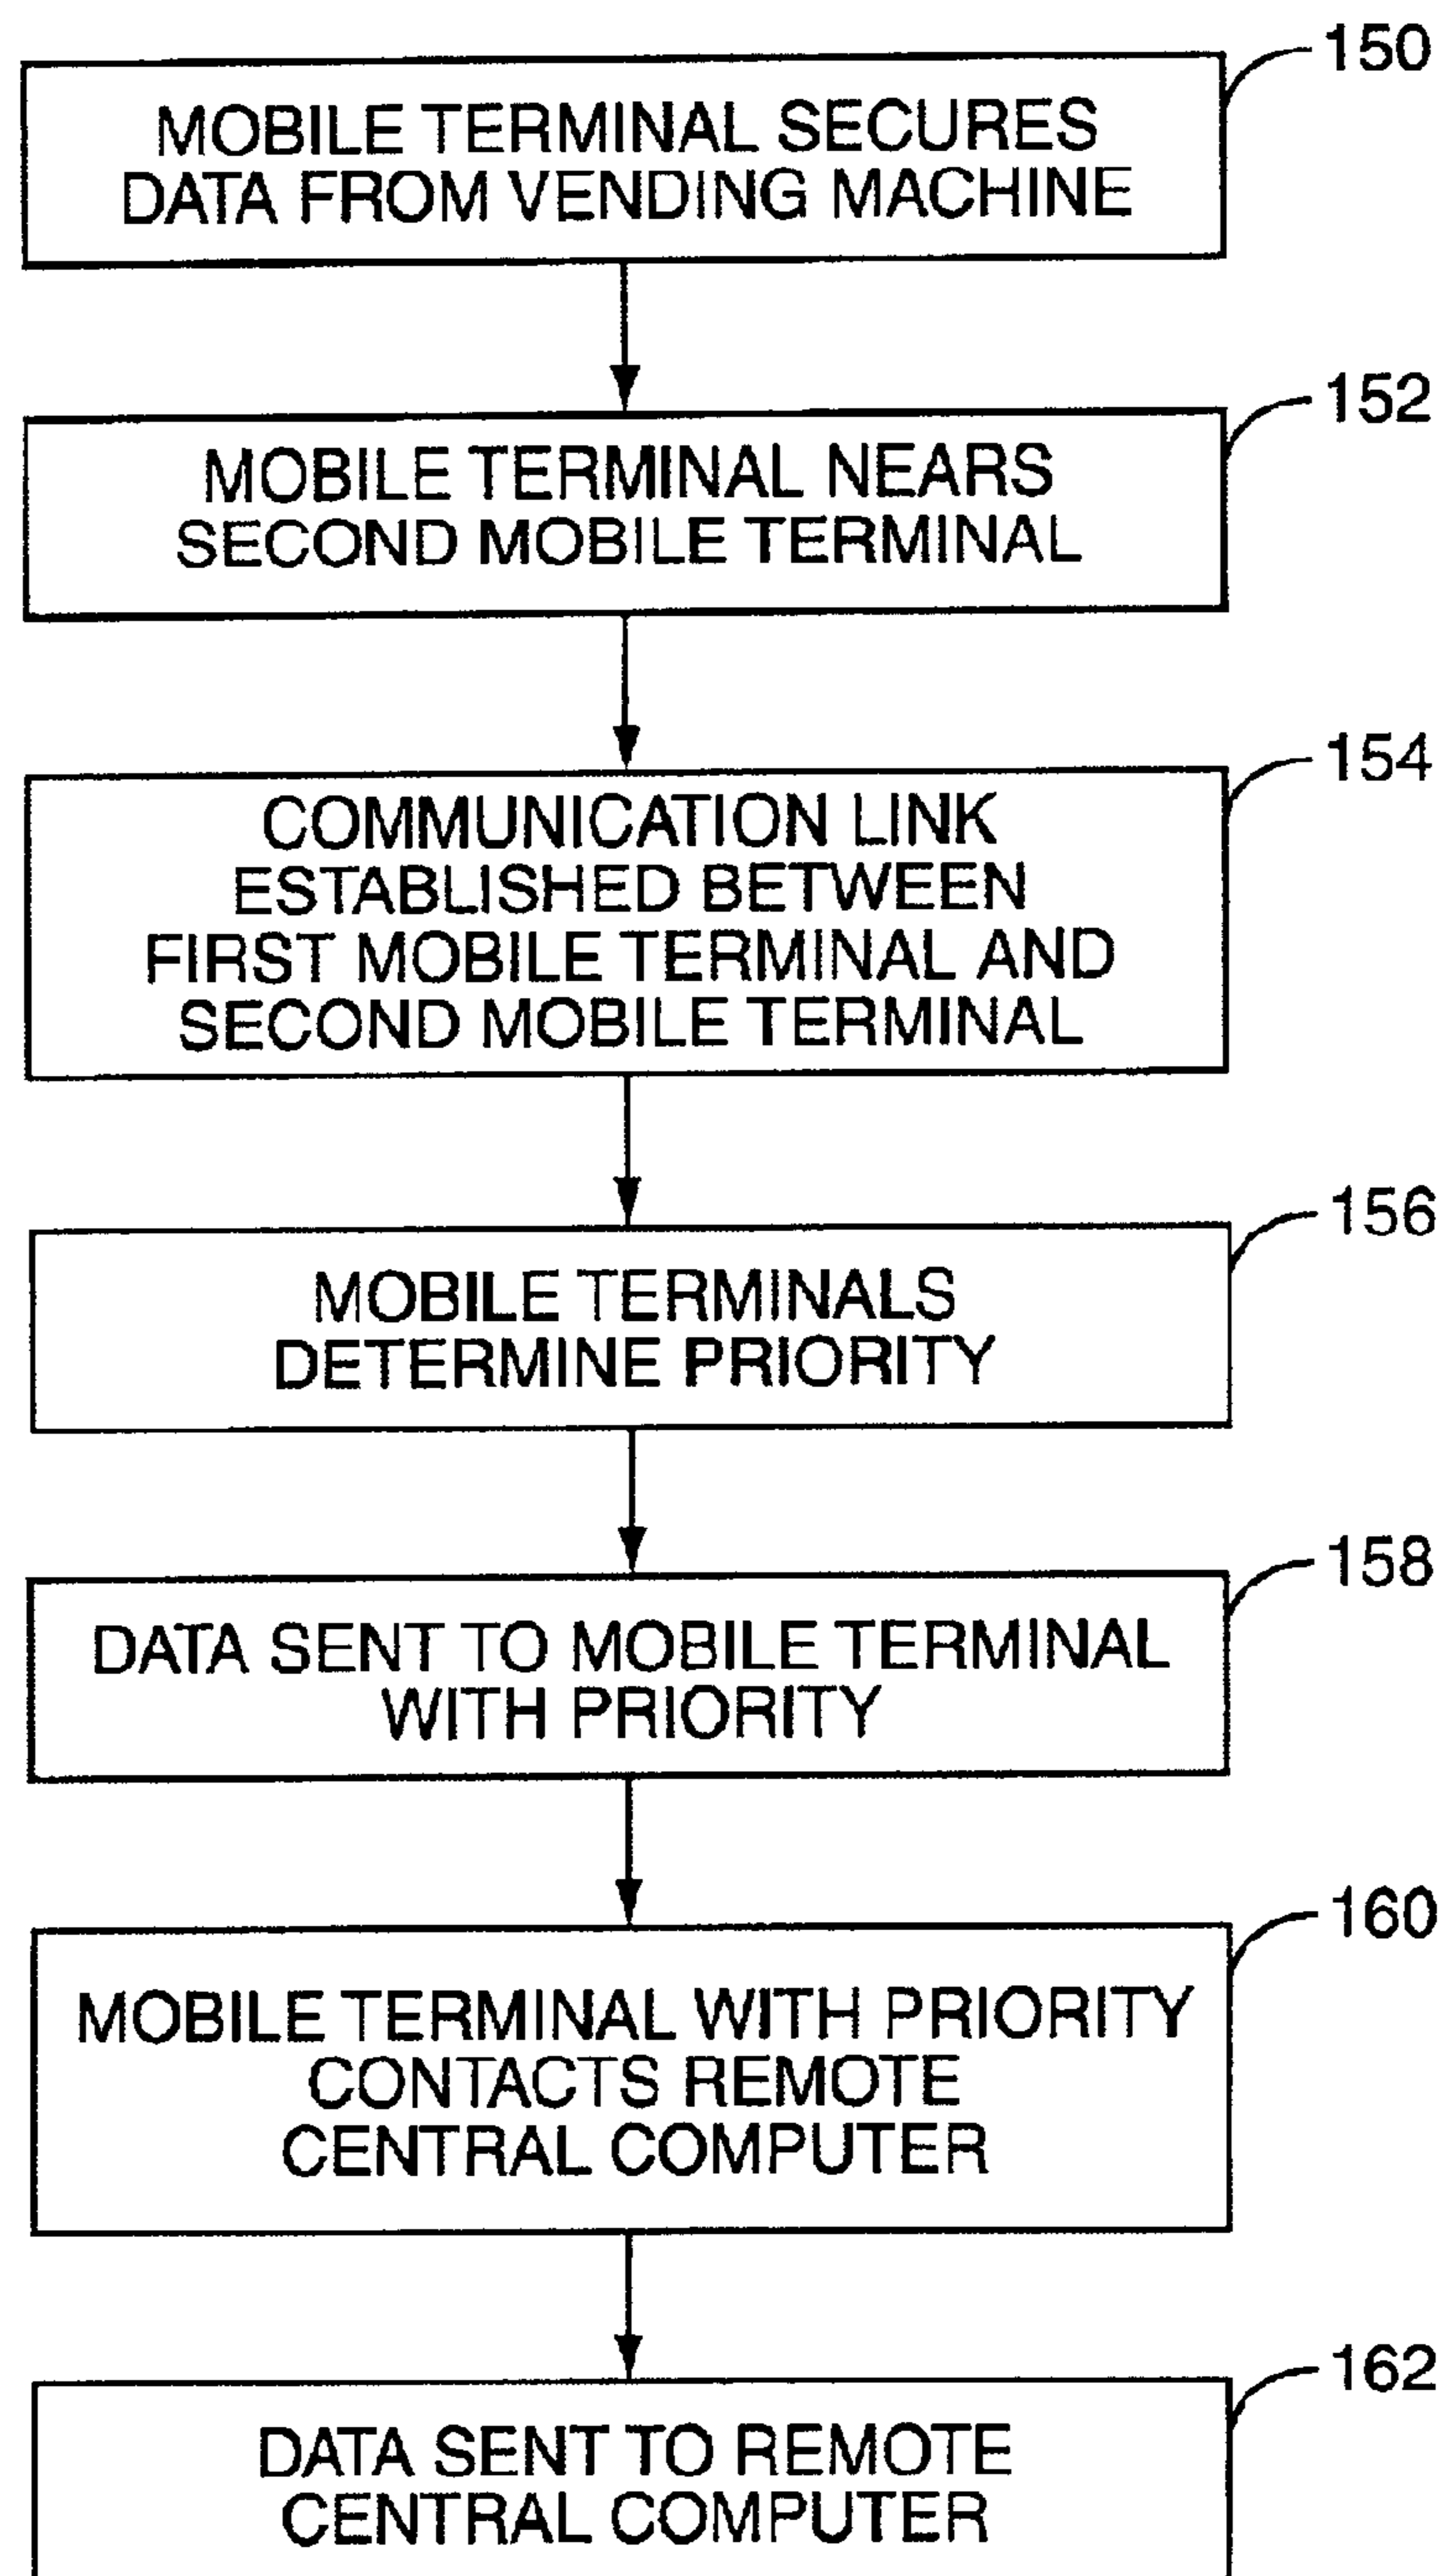 150
MOBILE TERMINAL SECURES
DATA FROM VENDING MACHINE
152
MOBILE TERMINAL NEARS
SECOND MOBILE TERMINAL
154
COMMUNICATION LINK
ESTABLISHED BETWEEN
FIRST MOBILE TERMINAL AND
SECOND MOBILE TERMINAL
156
MOBILE TERMINALS
DETERMINE PRIORITY
158
DATA SENT TO MOBILE TERMINAL
WITH PRIORITY
160
MOBILE TERMINAL WITH PRIORITY
CONTACTS REMOTE
CENTRAL COMPUTER
162
DATA SENT TO REMOTE
CENTRAL COMPUTER